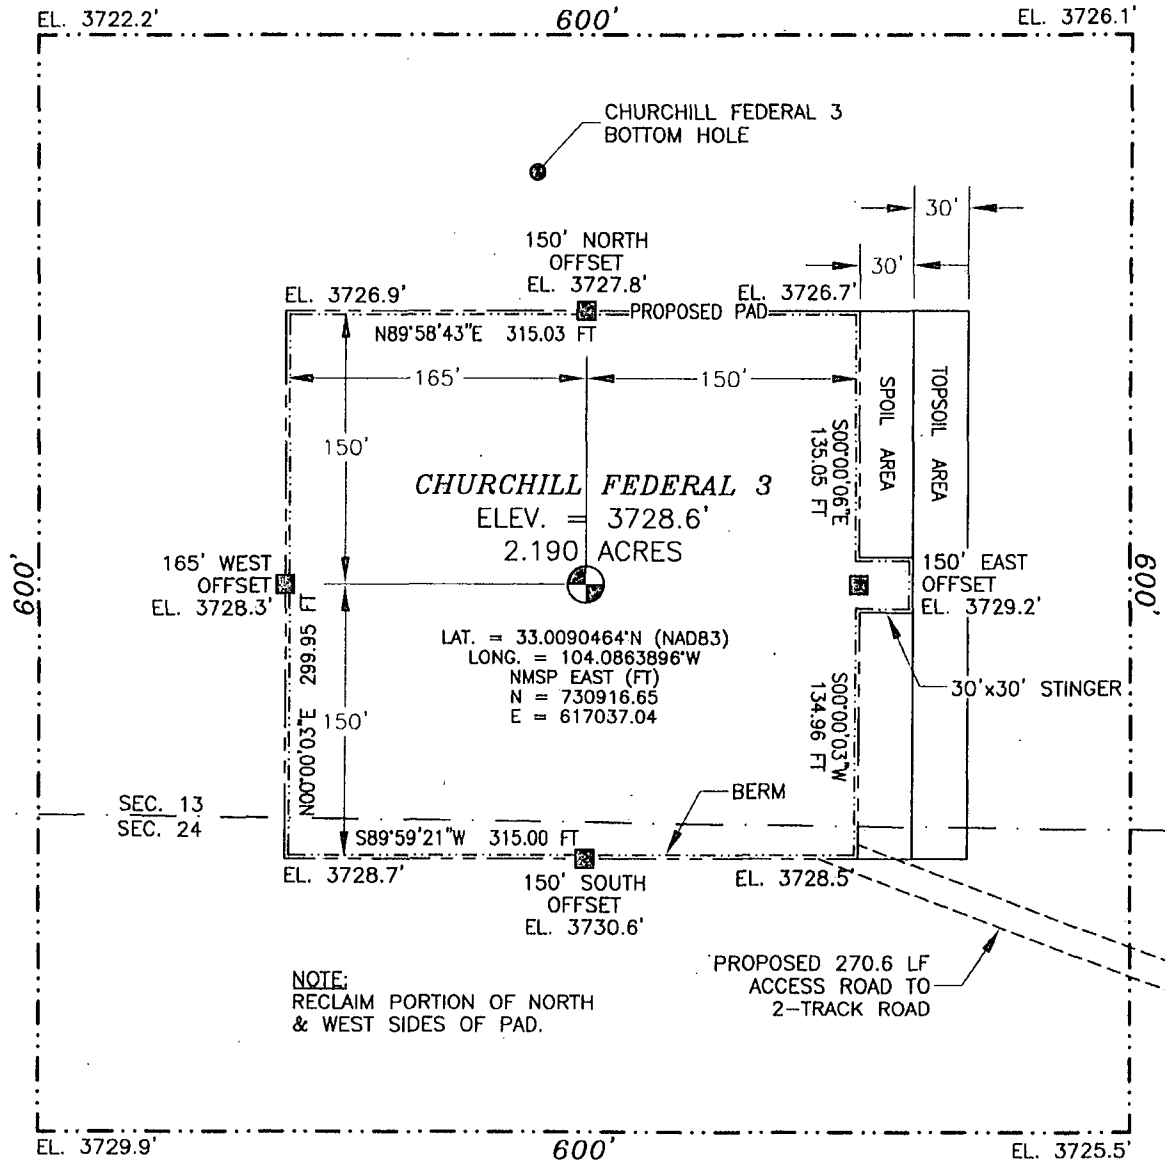 EL. 3722.2'
600'
EL. 3726.1'
CHURCHILL FEDERAL 3
BOTTOM HOLE
30'
150' NORTH
OFFSET
EL. 3727.8'
30'
EL. 3726.9'
EL. 3726.7'
PROPOSED PAD
N89°58'43"E 315.03 FT
165'
150'
SPOIL AREA
TOPSOIL AREA
S00°00'06"E
135.05 FT
150'
CHURCHILL FEDERAL 3
ELEV. = 3728.6'
2.190 ACRES
600'
165' WEST
OFFSET
EL. 3728.3'
150' EAST
OFFSET
EL. 3729.2'
600'
N00°00'03"E 299.95 FT
LAT. = 33.0090464°N (NAD83)
LONG. = 104.0863896°W
NMSP EAST (FT)
N = 730916.65
E = 617037.04
30'x30' STINGER
150'
S00°00'03"W
134.96 FT
BERM
SEC. 13
SEC. 24
S89°59'21"W 315.00 FT
EL. 3728.7'
150' SOUTH
OFFSET
EL. 3730.6'
EL. 3728.5'
NOTE:
RECLAIM PORTION OF NORTH
& WEST SIDES OF PAD.
PROPOSED 270.6 LF
ACCESS ROAD TO
2-TRACK ROAD
EL. 3729.9'
600'
EL. 3725.5'